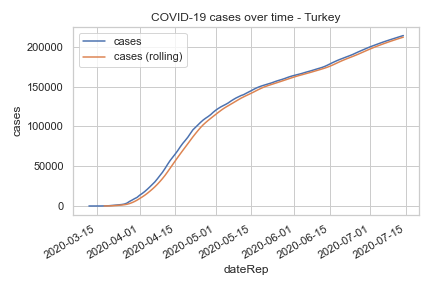 COVID-19 cases over time - Turkey
cases
cases (rolling)
200000
150000
100000
50000
0
cases
2020-03-15
2020-04-01
2020-04-15
2020-05-01
2020-05-15
2020-06-01
2020-06-15
2020-07-01
2020-07-15
dateRep